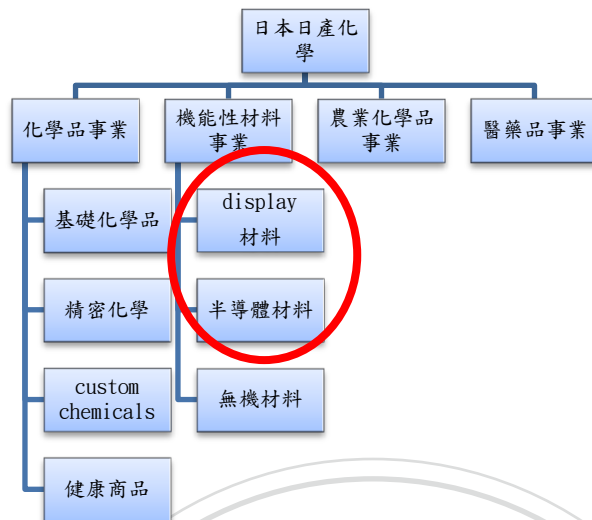 日本日產化
學
化學品事業
機能性材料
事業
農業化學品
事業
醫藥品事業
基礎化學品
精密化學
custom
chemicals
健康商品
display
材料
半導體材料
無機材料